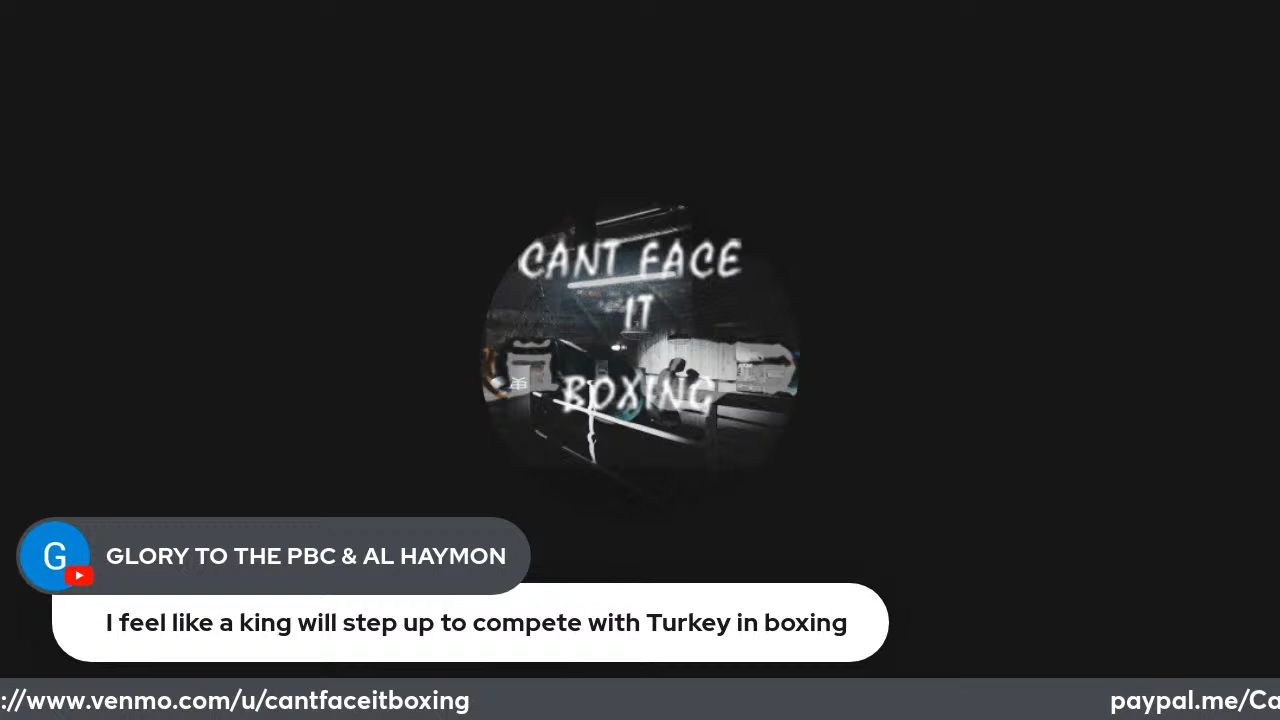 CANT FACE
IT
BOXING
G
GLORY TO THE PBC & AL HAYMON
I feel like a king will step up to compete with Turkey in boxing
://www.venmo.com/u/cantfaceitboxing
paypal.me/Ca